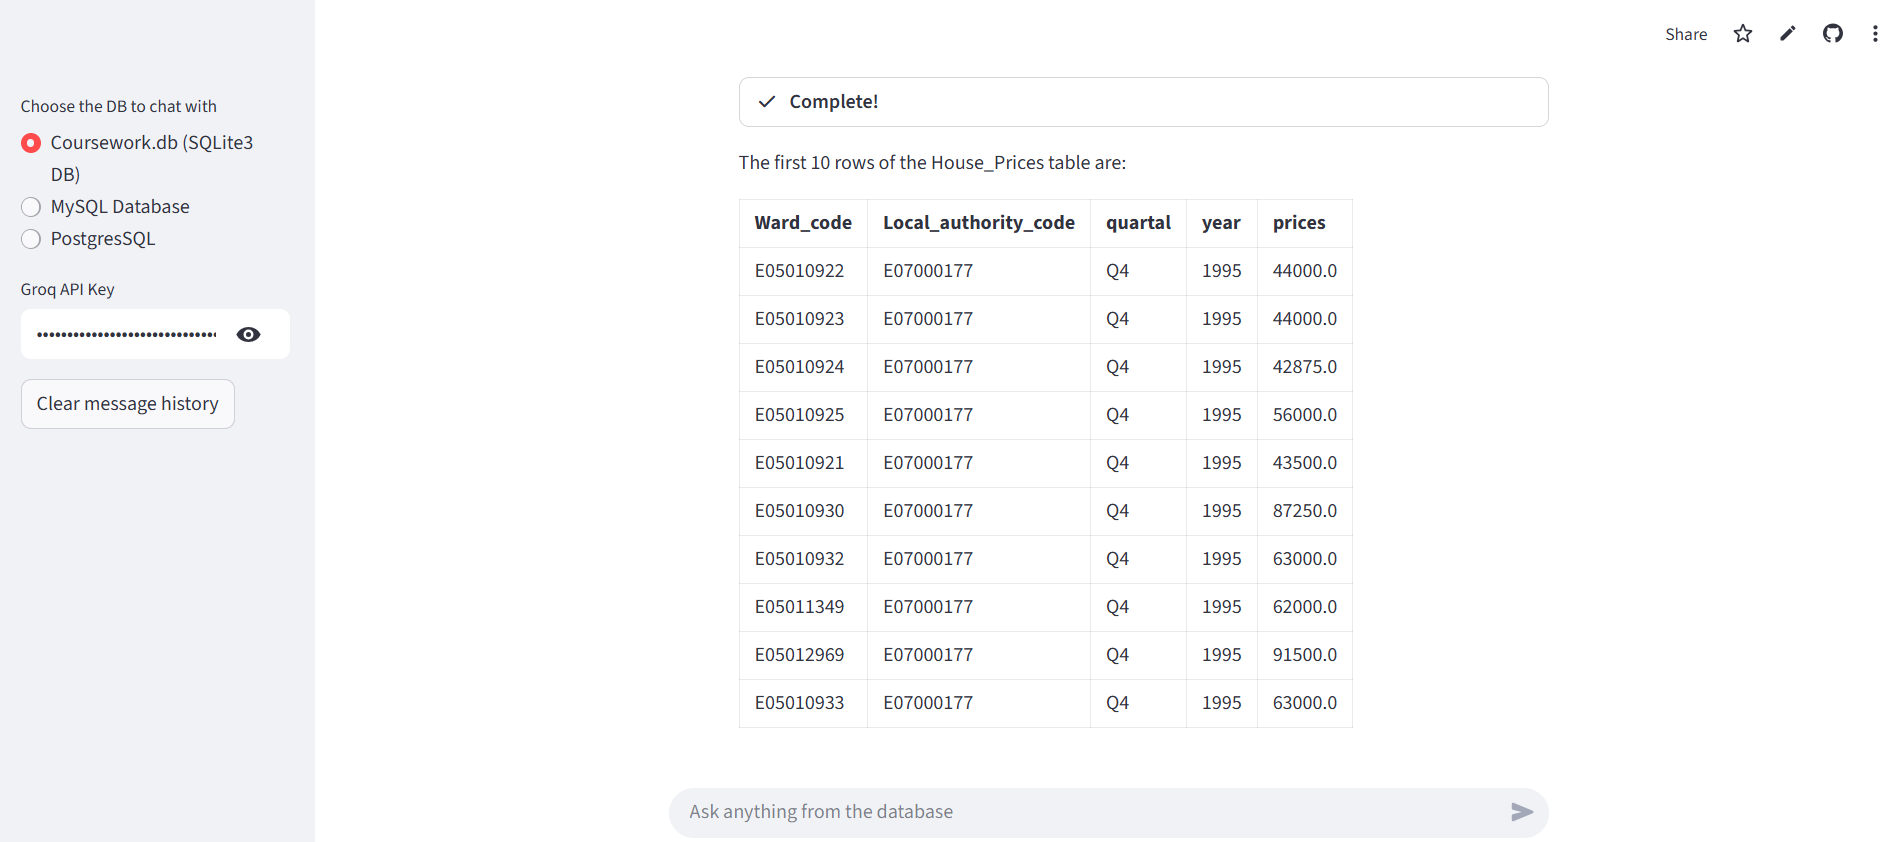 Share
Choose the DB to chat with
Coursework.db (SQLite3
DB)
MySQL Database
PostgresSQL
Groq API Key
••••••••••••••••••••••••••••••
Clear message history
Complete!
The first 10 rows of the House_Prices table are:
Ward_code Local_authority_code quartal year prices
E05010922 E07000177 Q4 1995 44000.0
E05010923 E07000177 Q4 1995 44000.0
E05010924 E07000177 Q4 1995 42875.0
E05010925 E07000177 Q4 1995 56000.0
E05010921 E07000177 Q4 1995 43500.0
E05010930 E07000177 Q4 1995 87250.0
E05010932 E07000177 Q4 1995 63000.0
E05011349 E07000177 Q4 1995 62000.0
E05012969 E07000177 Q4 1995 91500.0
E05010933 E07000177 Q4 1995 63000.0
Ask anything from the database